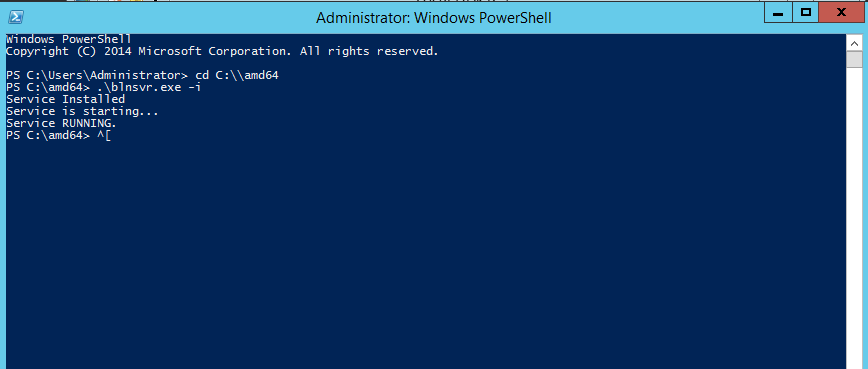 Administrator: Windows PowerShell
Windows PowerShell
Copyright (C) 2014 Microsoft Corporation. All rights reserved.
PS C:\Users\Administrator> cd C:\\amd64
PS C:\amd64> .\blnsvr.exe -i
Service Installed
Service is starting...
Service RUNNING.
PS C:\amd64> ^[